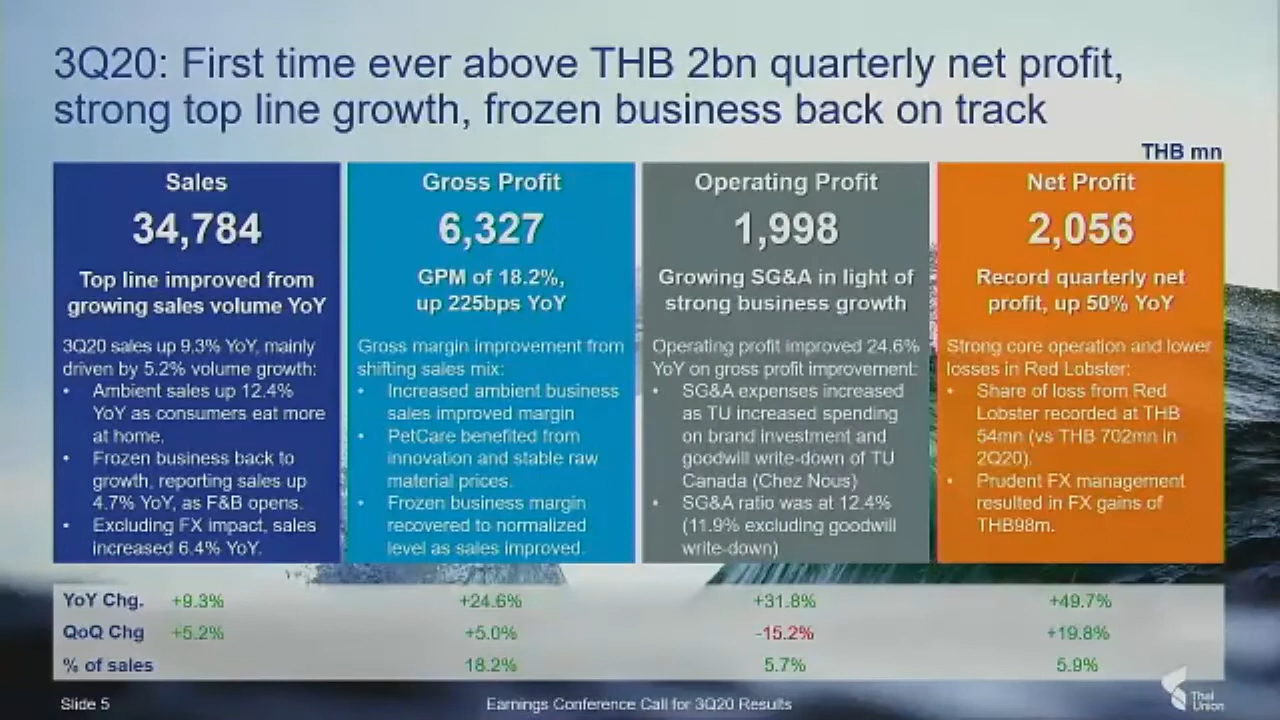 3Q20: First time ever above THB 2bn quarterly net profit,
strong top line growth, frozen business back on track
THB mn
Sales
34,784
Top line improved from
growing sales volume YoY
3Q20 sales up 9.3% YoY, mainly
driven by 5.2% volume growth:
• Ambient sales up 12.4%
YoY as consumers eat more
at home.
• Frozen business back to
growth, reporting sales up
4.7% YoY, as F&B opens.
• Excluding FX impact, sales
increased 6.4% YoY.
Gross Profit
6,327
GPM of 18.2%,
up 225bps YoY
Gross margin improvement from
shifting sales mix:
• Increased ambient business
sales improved margin
• PetCare benefited from
innovation and stable raw
material prices.
• Frozen business margin
recovered to normalized
level as sales improved.
Operating Profit
1,998
Growing SG&A in light of
strong business growth
Operating profit improved 24.6%
YoY on gross profit improvement:
• SG&A expenses increased
as TU increased spending
on brand investment and
goodwill write-down of TU
Canada (Chez Nous)
• SG&A ratio was at 12.4%
(11.9% excluding goodwill
write-down)
Net Profit
2,056
Record quarterly net
profit, up 50% YoY
Strong core operation and lower
losses in Red Lobster:
• Share of loss from Red
Lobster recorded at THB
54mn (vs THB 702mn in
2Q20).
• Prudent FX management
resulted in FX gains of
THB98m.
YoY Chg. +9.3% +24.6% +31.8% +49.7%
QoQ Chg +5.2% +5.0% -15.2% +19.8%
% of sales 18.2% 5.7% 5.9%
Slide 5
Earnings Conference Call for 3Q20 Results
Thai
Union